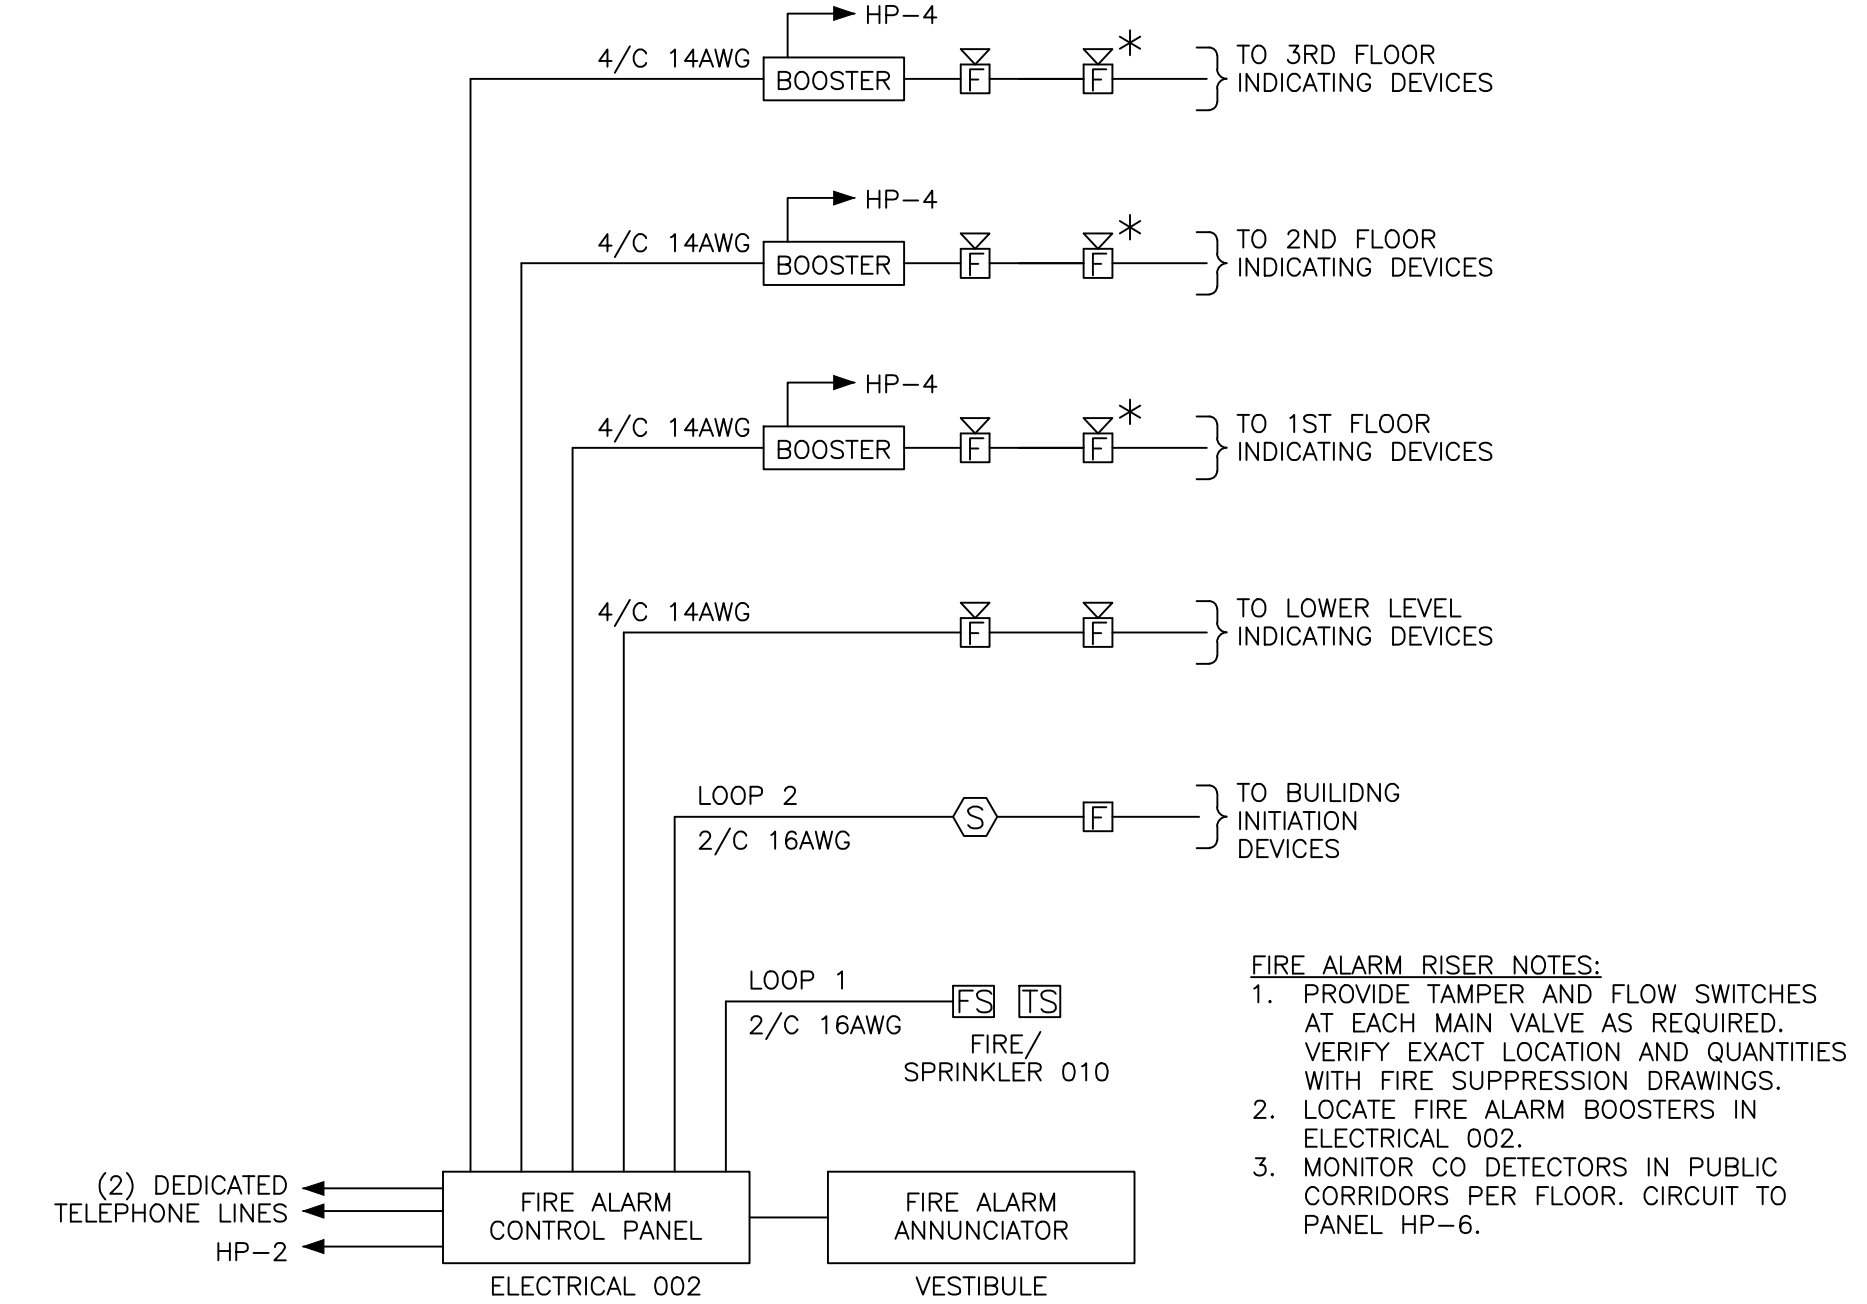 HP-4
4/C 14AWG
BOOSTER
F
F
*
TO 3RD FLOOR
INDICATING DEVICES
HP-4
4/C 14AWG
BOOSTER
F
F
*
TO 2ND FLOOR
INDICATING DEVICES
HP-4
4/C 14AWG
BOOSTER
F
F
*
TO 1ST FLOOR
INDICATING DEVICES
4/C 14AWG
F
F
TO LOWER LEVEL
INDICATING DEVICES
LOOP 2
2/C 16AWG
S
F
TO BUILIDNG
INITIATION
DEVICES
LOOP 1
2/C 16AWG
FS
TS
FIRE/
SPRINKLER 010
FIRE ALARM RISER NOTES:
1. PROVIDE TAMPER AND FLOW SWITCHES
AT EACH MAIN VALVE AS REQUIRED.
VERIFY EXACT LOCATION AND QUANTITIES
WITH FIRE SUPPRESSION DRAWINGS.
2. LOCATE FIRE ALARM BOOSTERS IN
ELECTRICAL 002.
3. MONITOR CO DETECTORS IN PUBLIC
CORRIDORS PER FLOOR. CIRCUIT TO
PANEL HP-6.
(2) DEDICATED
TELEPHONE LINES
HP-2
FIRE ALARM
CONTROL PANEL
ELECTRICAL 002
FIRE ALARM
ANNUNCIATOR
VESTIBULE